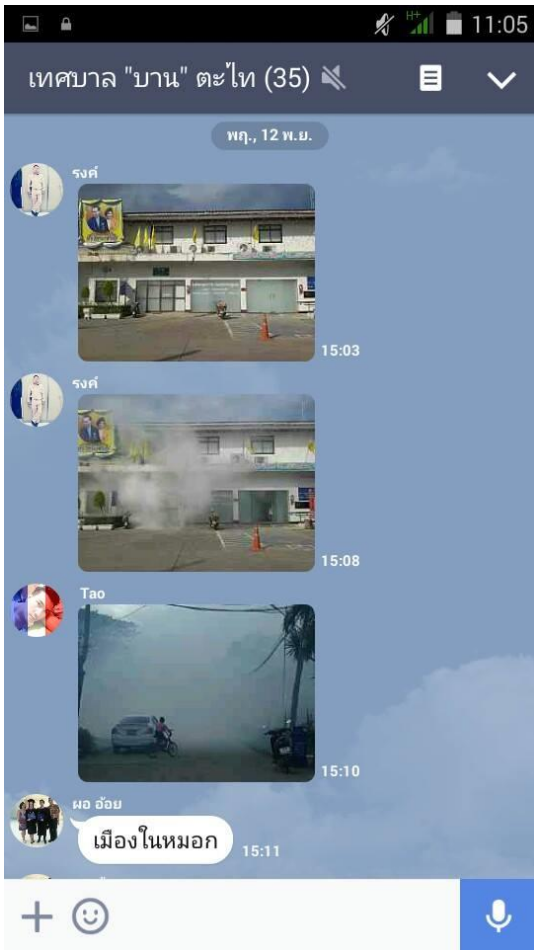 H+
11:05
เทศบาล "บาน" ตะไท (35)
พฤ., 12 พ.ย.
รงค์
15:03
รงค์
15:08
Tao
15:10
ผอ อ้อย
เมืองในหมอก
15:11